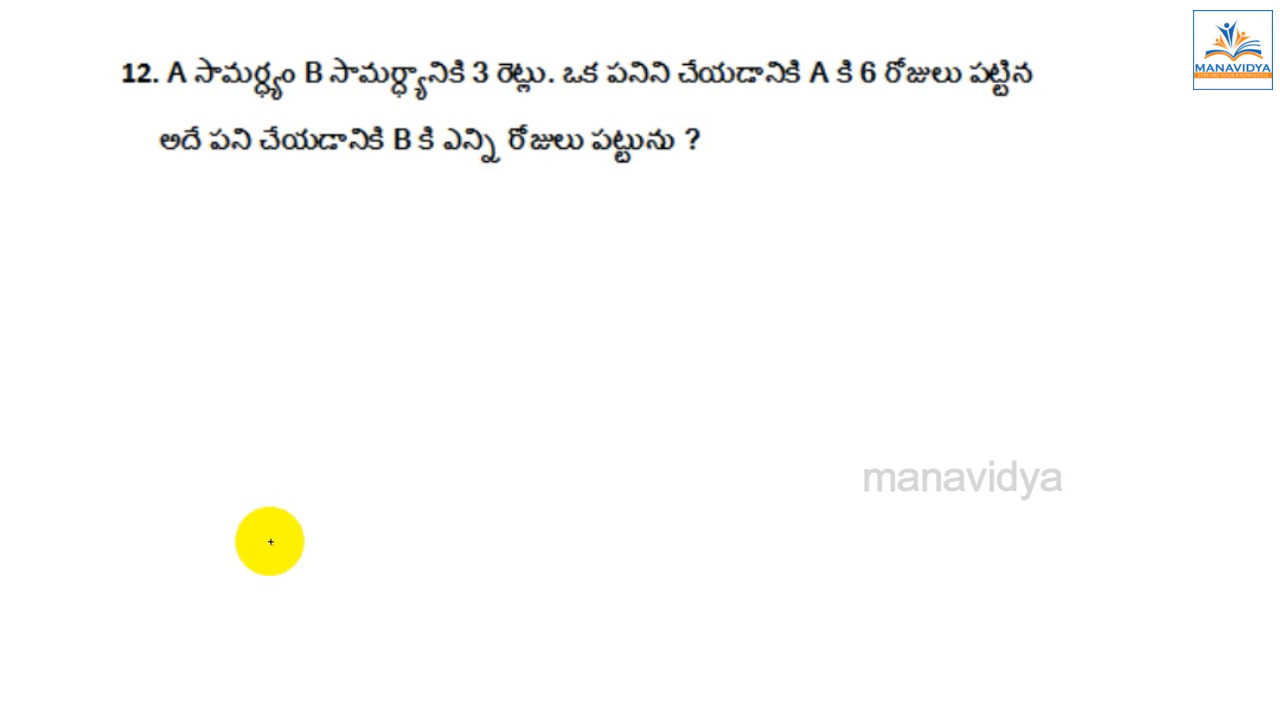 MANAVIDYA
12. A సామర్ధ్యం B సామర్ధ్యానికి 3 రెట్లు. ఒక పనిని చేయడానికి A కి 6 రోజులు పట్టిన
అదే పని చేయడానికి B కి ఎన్ని రోజులు పట్టును ?
manavidya